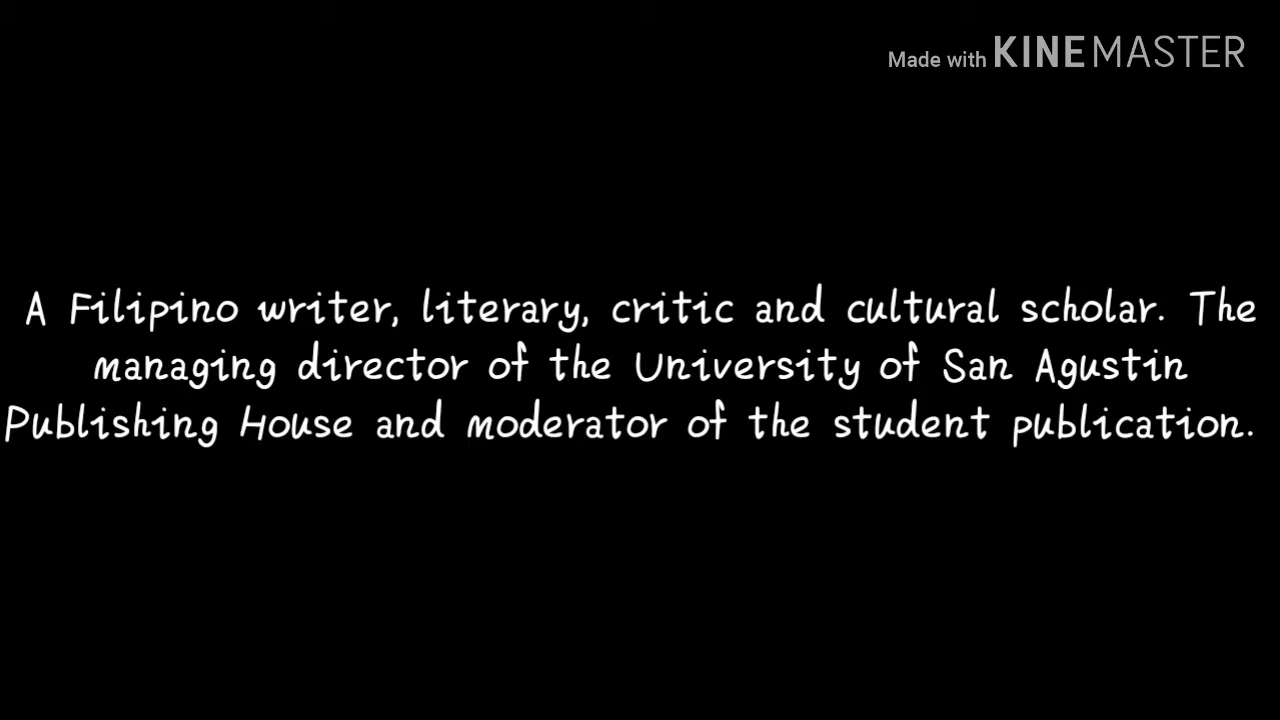 Made with KINEMASTER
A Filipino writer, literary, critic and cultural scholar. The
managing director of the University of San Agustin
Publishing House and moderator of the student publication.